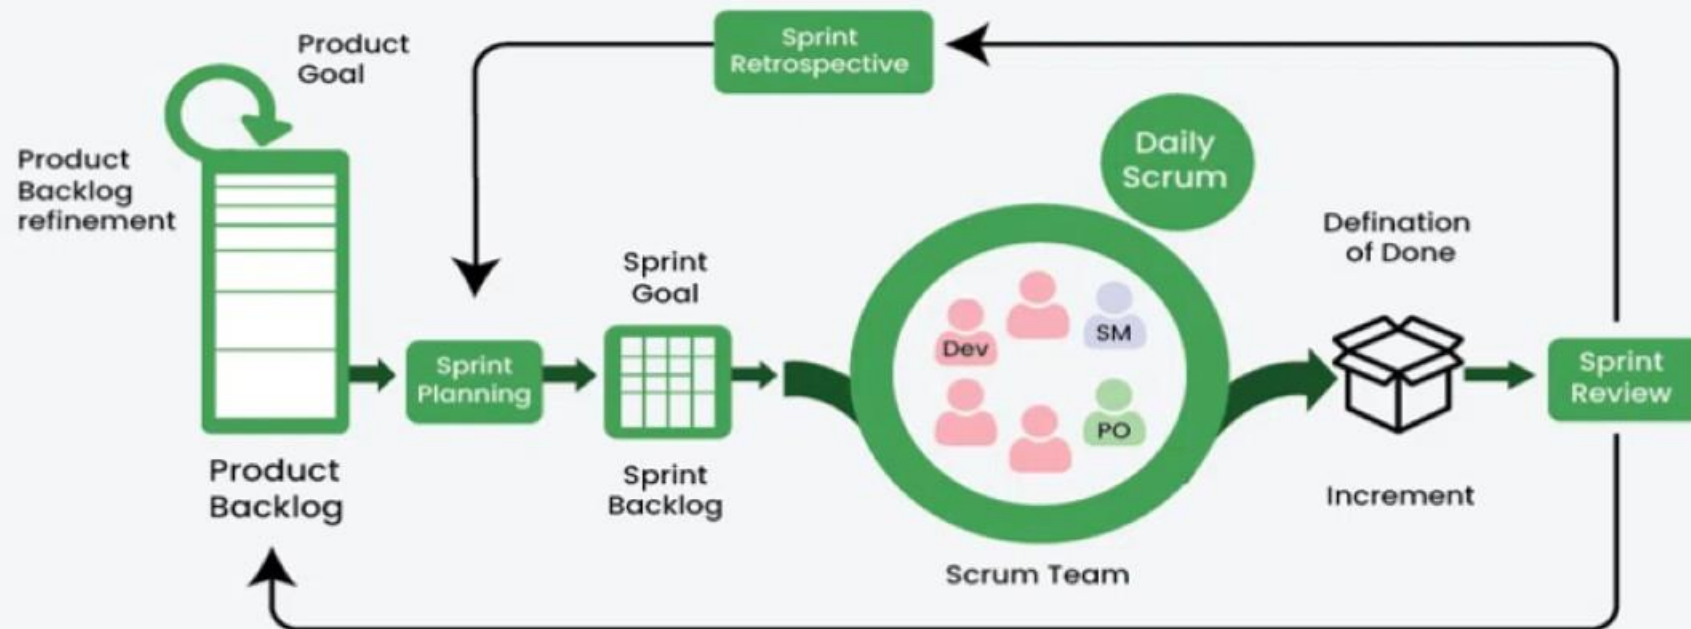 Product
Goal
Product
Backlog
refinement
Product
Backlog
Sprint
Planning
Sprint
Goal
Sprint
Backlog
Sprint
Retrospective
Daily
Scrum
Dev
SM
PO
Scrum Team
Defination
of Done
Increment
Sprint
Review